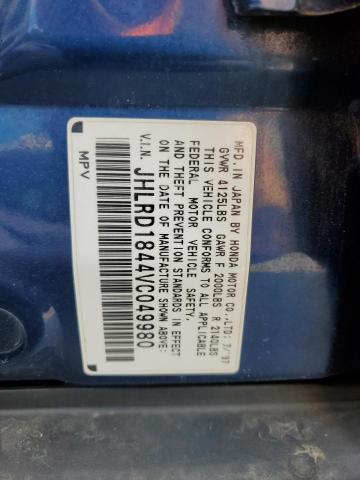 MFD. IN JAPAN BY HONDA MOTOR CO., LTD; 7/'97
GVWR 4125LBS GAWR F 2000LBS R 2140LBS
THIS VEHICLE CONFORMS TO ALL APPLICABLE
FEDERAL MOTOR VEHICLE SAFETY,
AND THEFT PREVENTION STANDARDS IN EFFECT
ON THE DATE OF MANUFACTURE SHOWN ABOVE:
V.I.N. JHLRD1844VC049980
MPV